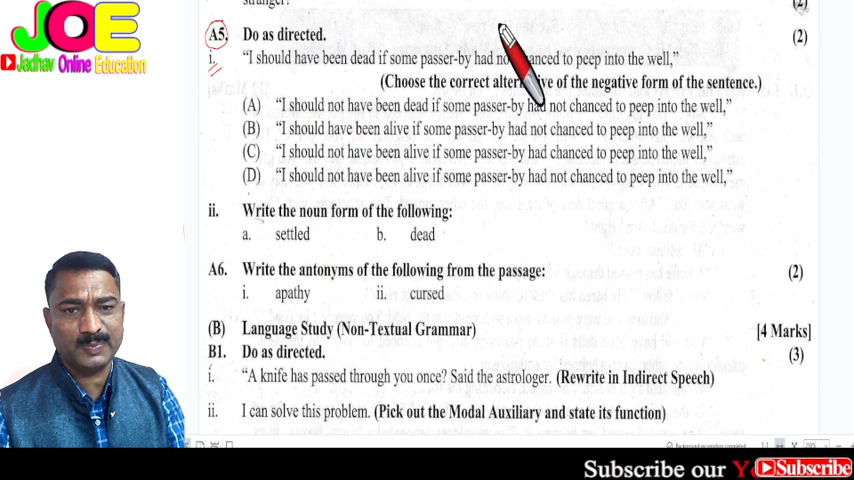 stranger?
(2)
JOE
Jadhav Online Education
A5. Do as directed. (2)
i. "I should have been dead if some passer-by had not chanced to peep into the well,"
(Choose the correct alternative of the negative form of the sentence.)
(A) "I should not have been dead if some passer-by had not chanced to peep into the well,"
(B) "I should have been alive if some passer-by had not chanced to peep into the well,"
(C) "I should not have been alive if some passer-by had chanced to peep into the well,"
(D) "I should not have been alive if some passer-by had not chanced to peep into the well,"
ii. Write the noun form of the following:
a. settled b. dead
A6. Write the antonyms of the following from the passage: (2)
i. apathy ii. cursed
(B) Language Study (Non-Textual Grammar) [4 Marks]
B1. Do as directed. (3)
i. "A knife has passed through you once? Said the astrologer. (Rewrite in Indirect Speech)
ii. I can solve this problem. (Pick out the Modal Auxiliary and state its function)
Subscribe our Subscribe